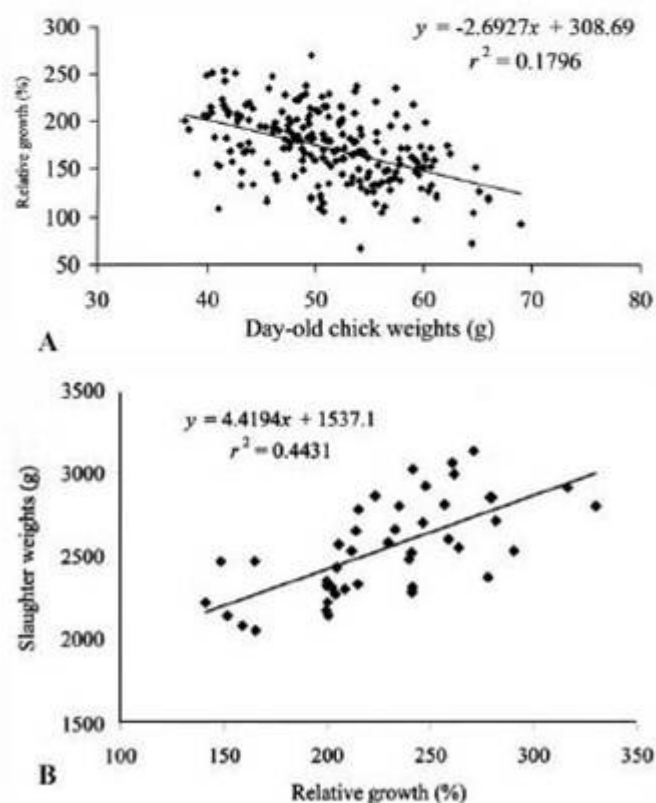 y = -2.6927x + 308.69
r² = 0.1796
300
250
200
150
100
50
Relative growth (%)
30 40 50 60 70 80
Day-old chick weights (g)
A
y = 4.4194x + 1537.1
r² = 0.4431
3500
3000
2500
2000
1500
Slaughter weights (g)
100 150 200 250 300 350
Relative growth (%)
B